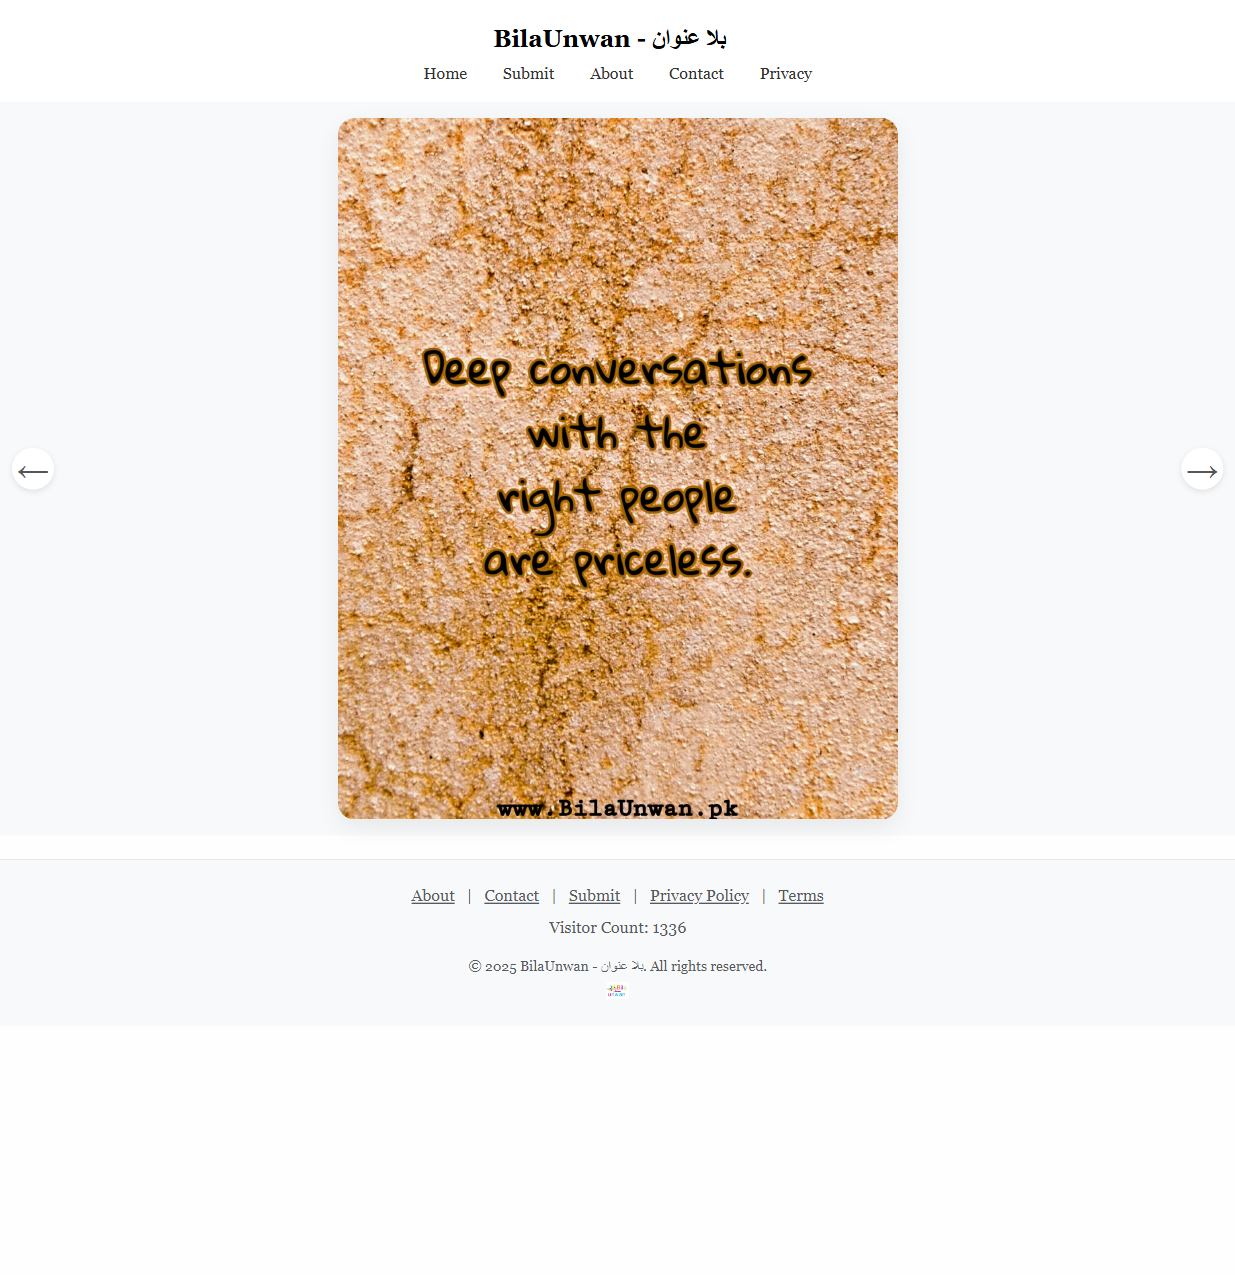 BilaUnwan - بلا عنوان
Home Submit About Contact Privacy
Deep conversations
with the
right people
are priceless.
www.BilaUnwan.pk
← →
About | Contact | Submit | Privacy Policy | Terms
Visitor Count: 1336
© 2025 BilaUnwan - بلا عنوان. All rights reserved.